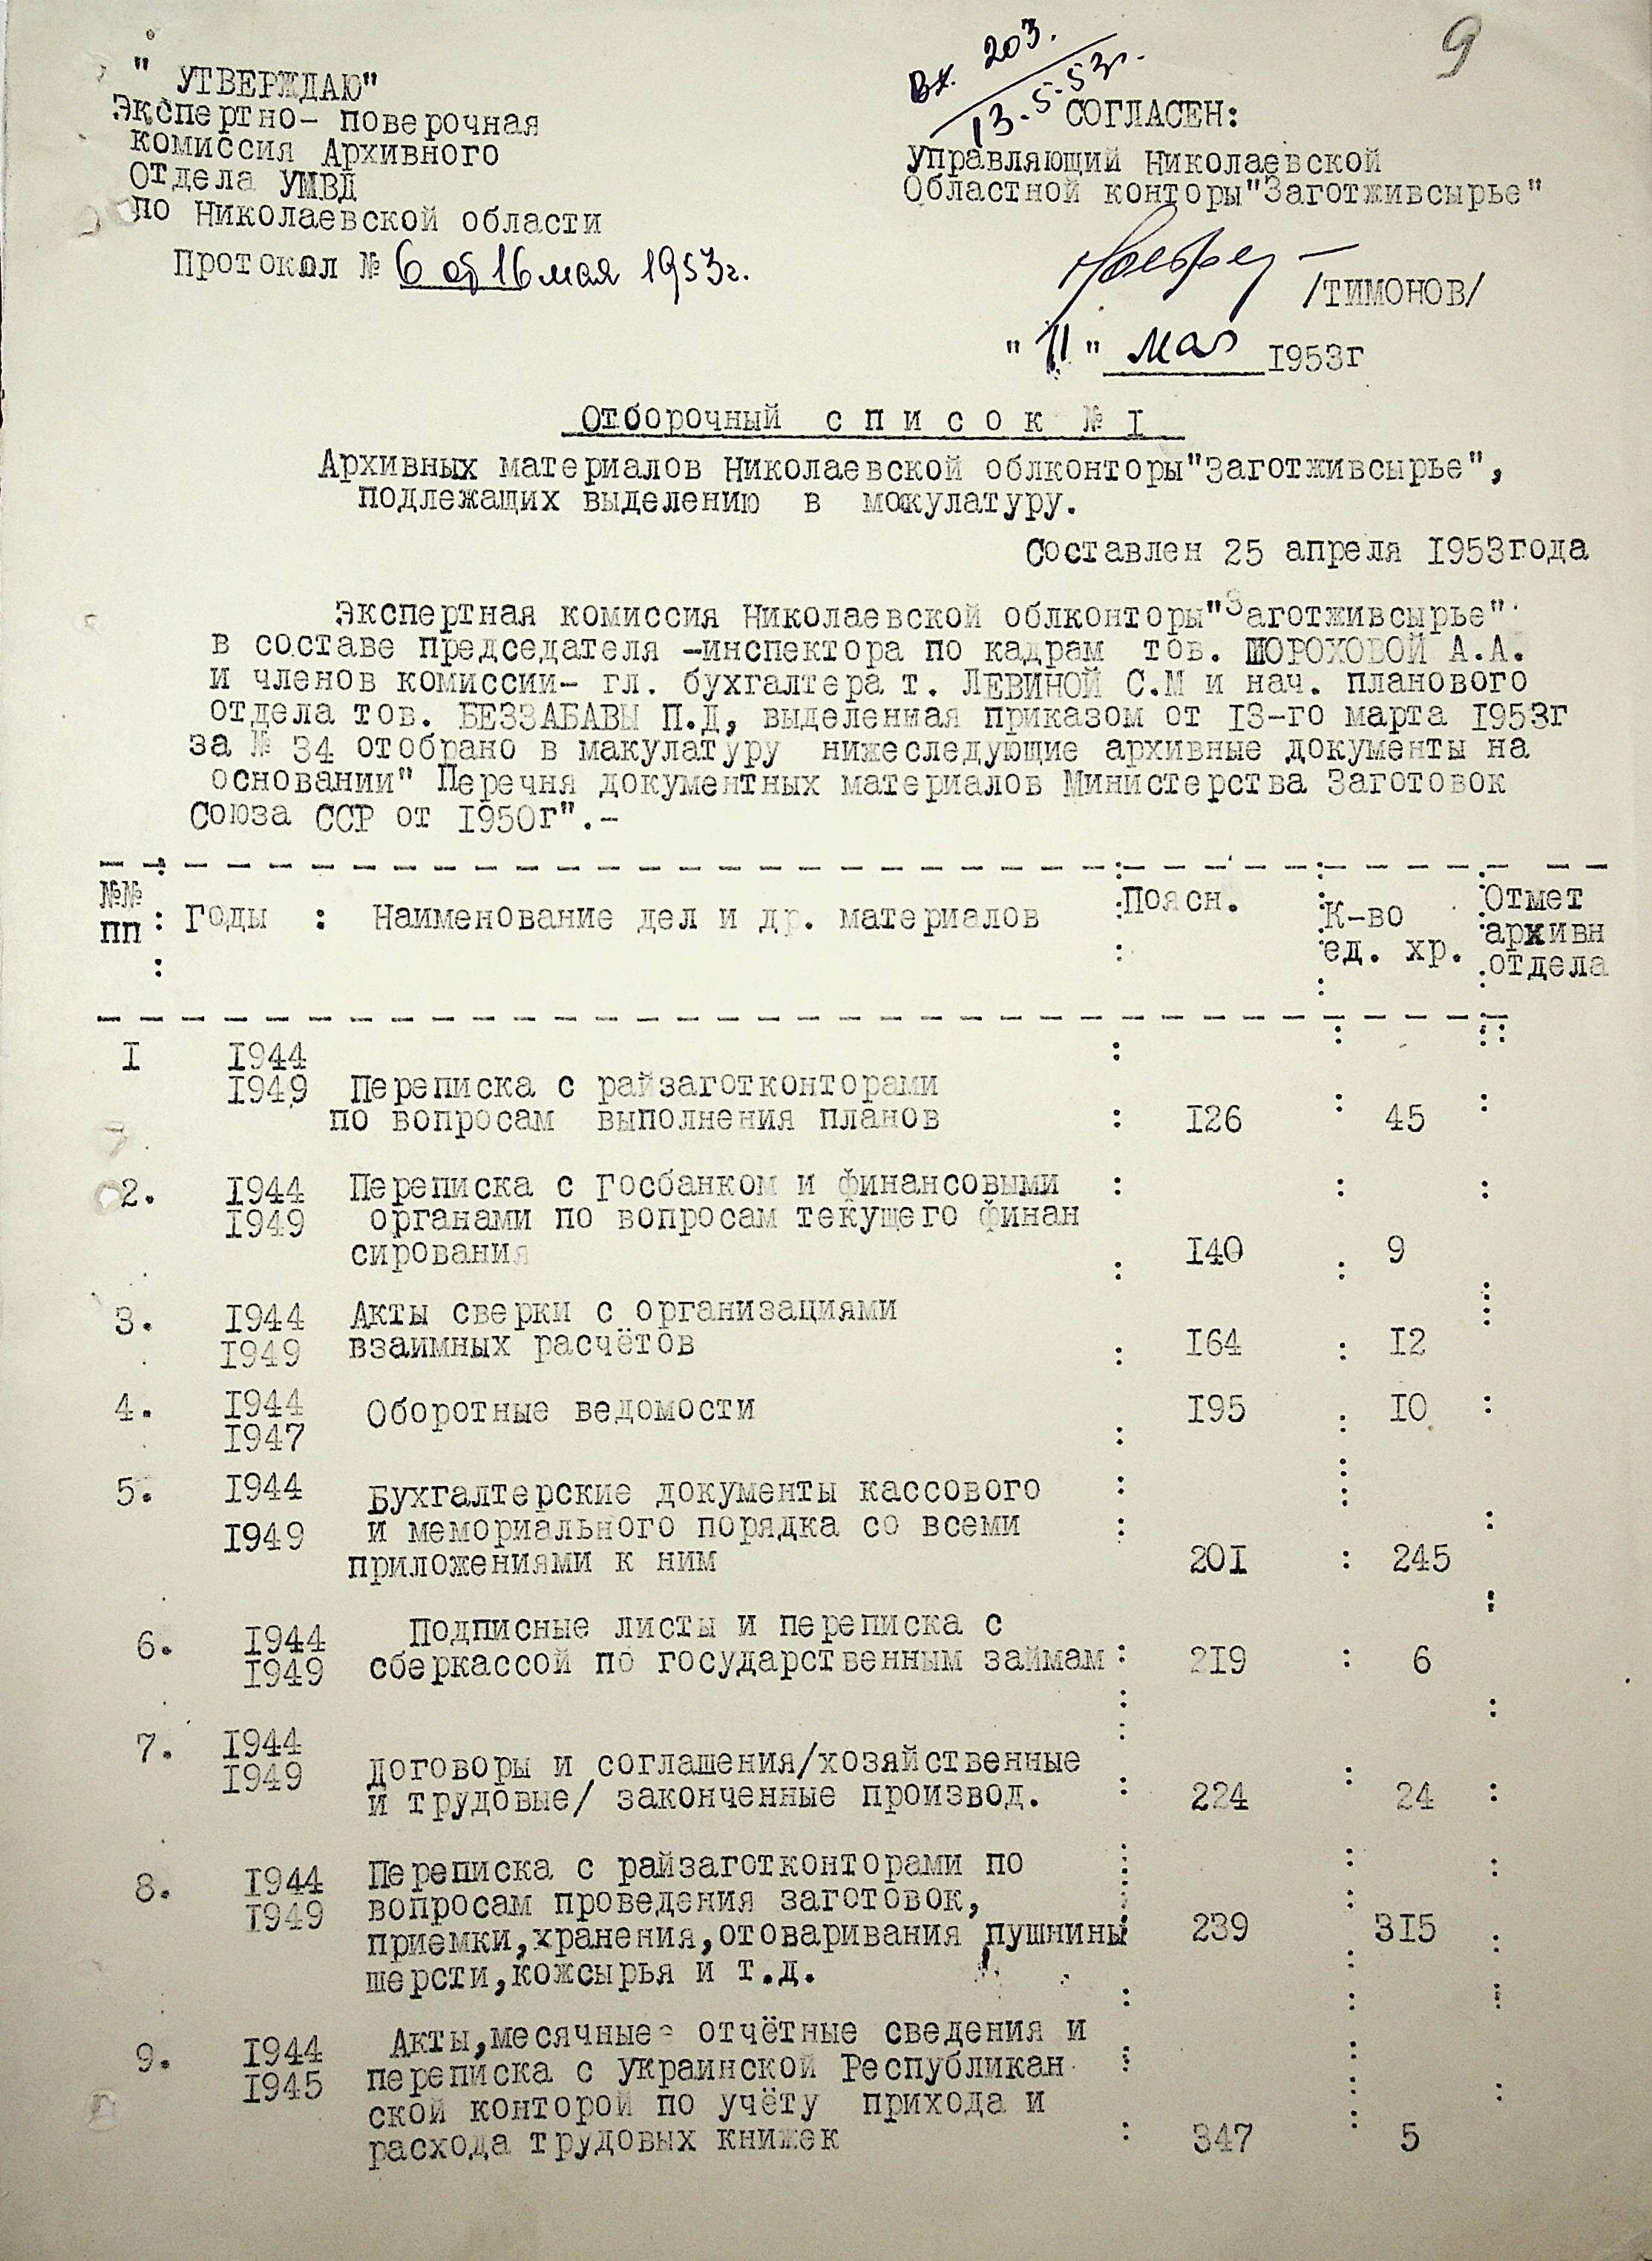 9
Вх. 203.
13-5-53г.
" УТВЕРЖДАЮ"
Экспертно- поверочная
комиссия Архивного
Отдела УМВД
по Николаевской области
Протокол № 6 от 16 мая 1953г.
СОГЛАСЕН:
Управляющий Николаевской
Областной конторы"Заготживсырье"
/ТИМОНОВ/
"11" мая 1953г
Отборочный с п и с о к № I
Архивных материалов Николаевской облконторы"Заготживсырье",
подлежащих выделению в мокулатуру.
Составлен 25 апреля 1953года
Экспертная комиссия Николаевской облконторы"Заготживсырье"
в составе председателя -инспектора по кадрам тов. ШОРОХОВОЙ А.А.
и членов комиссии- гл. бухгалтера т. ЛЕВИНОЙ С.М и нач. планового
отдела тов. БЕЗЗАБАВЫ П.Д, выделенная приказом от 13-го марта 1953г
за № 34 отобрано в макулатуру нижеследующие архивные документы на
основании" Перечня документных материалов Министерства Заготовок
Союза ССР от 1950г".-
№№ пп : Годы : Наименование дел и др. материалов : Поясн. : К-во ед. хр. : Отмет архивн отдела
I 1944
1949 Переписка с райзаготконторами
по вопросам выполнения планов : 126 : 45
2. 1944 Переписка с Госбанком и финансовыми
1949 органами по вопросам текущего финан
сирования 140 : 9
3. 1944 Акты сверки с организациями
1949 взаимных расчётов 164 : 12
4. 1944 Оборотные ведомости 195 : 10
1947
5. 1944 Бухгалтерские документы кассового
1949 и мемориального порядка со всеми
приложениями к ним 201 : 245
6. 1944 Подписные листы и переписка с
1949 сберкассой по государственным займам : 219 : 6
7. 1944
1949 договоры и соглашения/хозяйственные
и трудовые/ законченные производ. : 224 24
8. 1944 Переписка с райзаготконторами по
1949 вопросам проведения заготовок,
приемки,хранения,отоваривания пушнины 239 315
шерсти,кожсырья и т.д.
9. 1944 Акты,месячные отчётные сведения и
1945 переписка с украинской Республикан
ской конторой по учёту прихода и
расхода трудовых книжек : 347 5